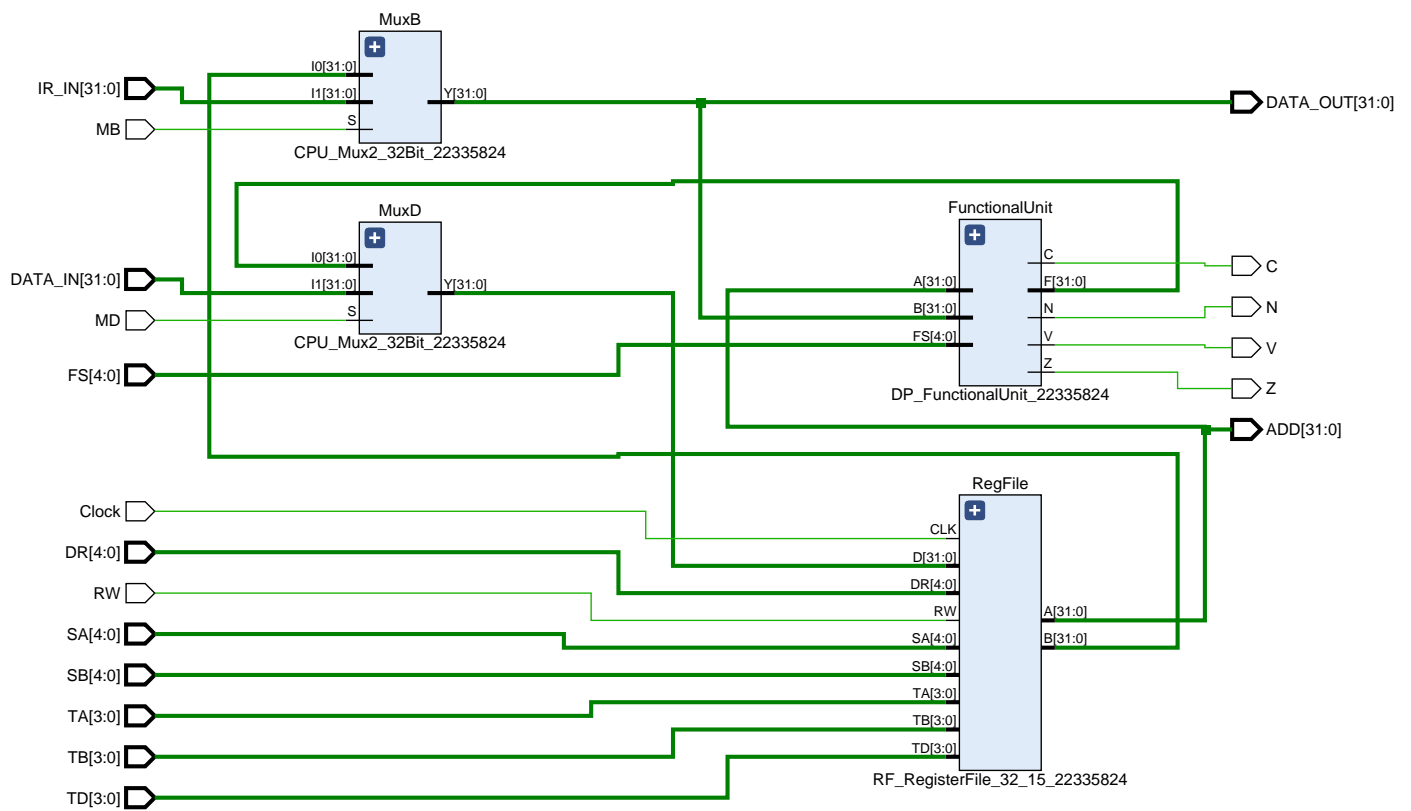 MuxB
I0[31:0]
IR_IN[31:0]
I1[31:0]
Y[31:0]
DATA_OUT[31:0]
MB
S
CPU_Mux2_32Bit_22335824
MuxD
FunctionalUnit
I0[31:0]
C
C
DATA_IN[31:0]
I1[31:0]
Y[31:0]
A[31:0]
F[31:0]
B[31:0]
N
N
MD
S
CPU_Mux2_32Bit_22335824
FS[4:0]
V
V
FS[4:0]
Z
Z
DP_FunctionalUnit_22335824
ADD[31:0]
RegFile
Clock
CLK
DR[4:0]
D[31:0]
RW
DR[4:0]
RW
A[31:0]
SA[4:0]
SA[4:0]
B[31:0]
SB[4:0]
SB[4:0]
TA[3:0]
TA[3:0]
TB[3:0]
TB[3:0]
TD[3:0]
RF_RegisterFile_32_15_22335824
TD[3:0]